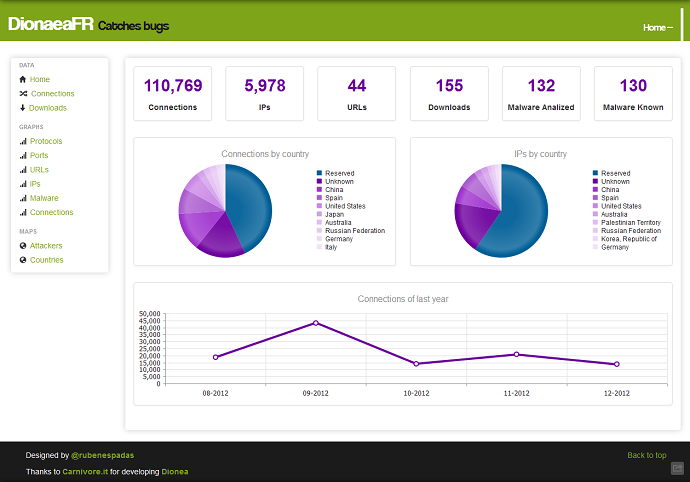 DionaeaFR Catches bugs
Home –
DATA
Home
Connections
Downloads
GRAPHS
Protocols
Ports
URLs
IPs
Malware
Connections
MAPS
Attackers
Countries
110,769
Connections
5,978
IPs
44
URLs
155
Downloads
132
Malware Analized
130
Malware Known
Connections by country
Reserved
Unknown
China
Spain
United States
Japan
Australia
Russian Federation
Germany
Italy
IPs by country
Reserved
Unknown
China
Spain
United States
Australia
Palestinian Territory
Russian Federation
Korea, Republic of
Germany
Connections of last year
50,000
45,000
40,000
35,000
30,000
25,000
20,000
15,000
10,000
5,000
0
08-2012
09-2012
10-2012
11-2012
12-2012
Designed by @rubenespadas
Back to top
Thanks to Carnivore.it for developing Dionea